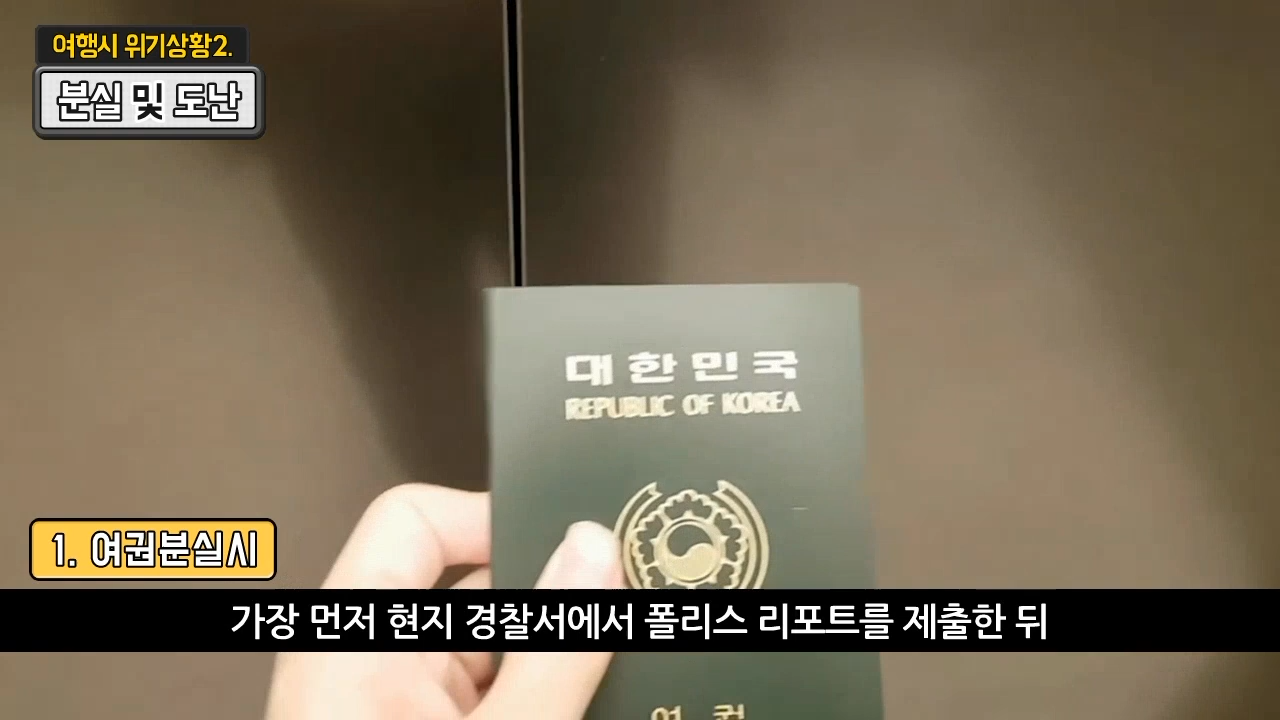 여행시 위기상황2.
분실 및 도난
대한민국
REPUBLIC OF KOREA
1. 여권분실시
가장 먼저 현지 경찰서에서 폴리스 리포트를 제출한 뒤
여권